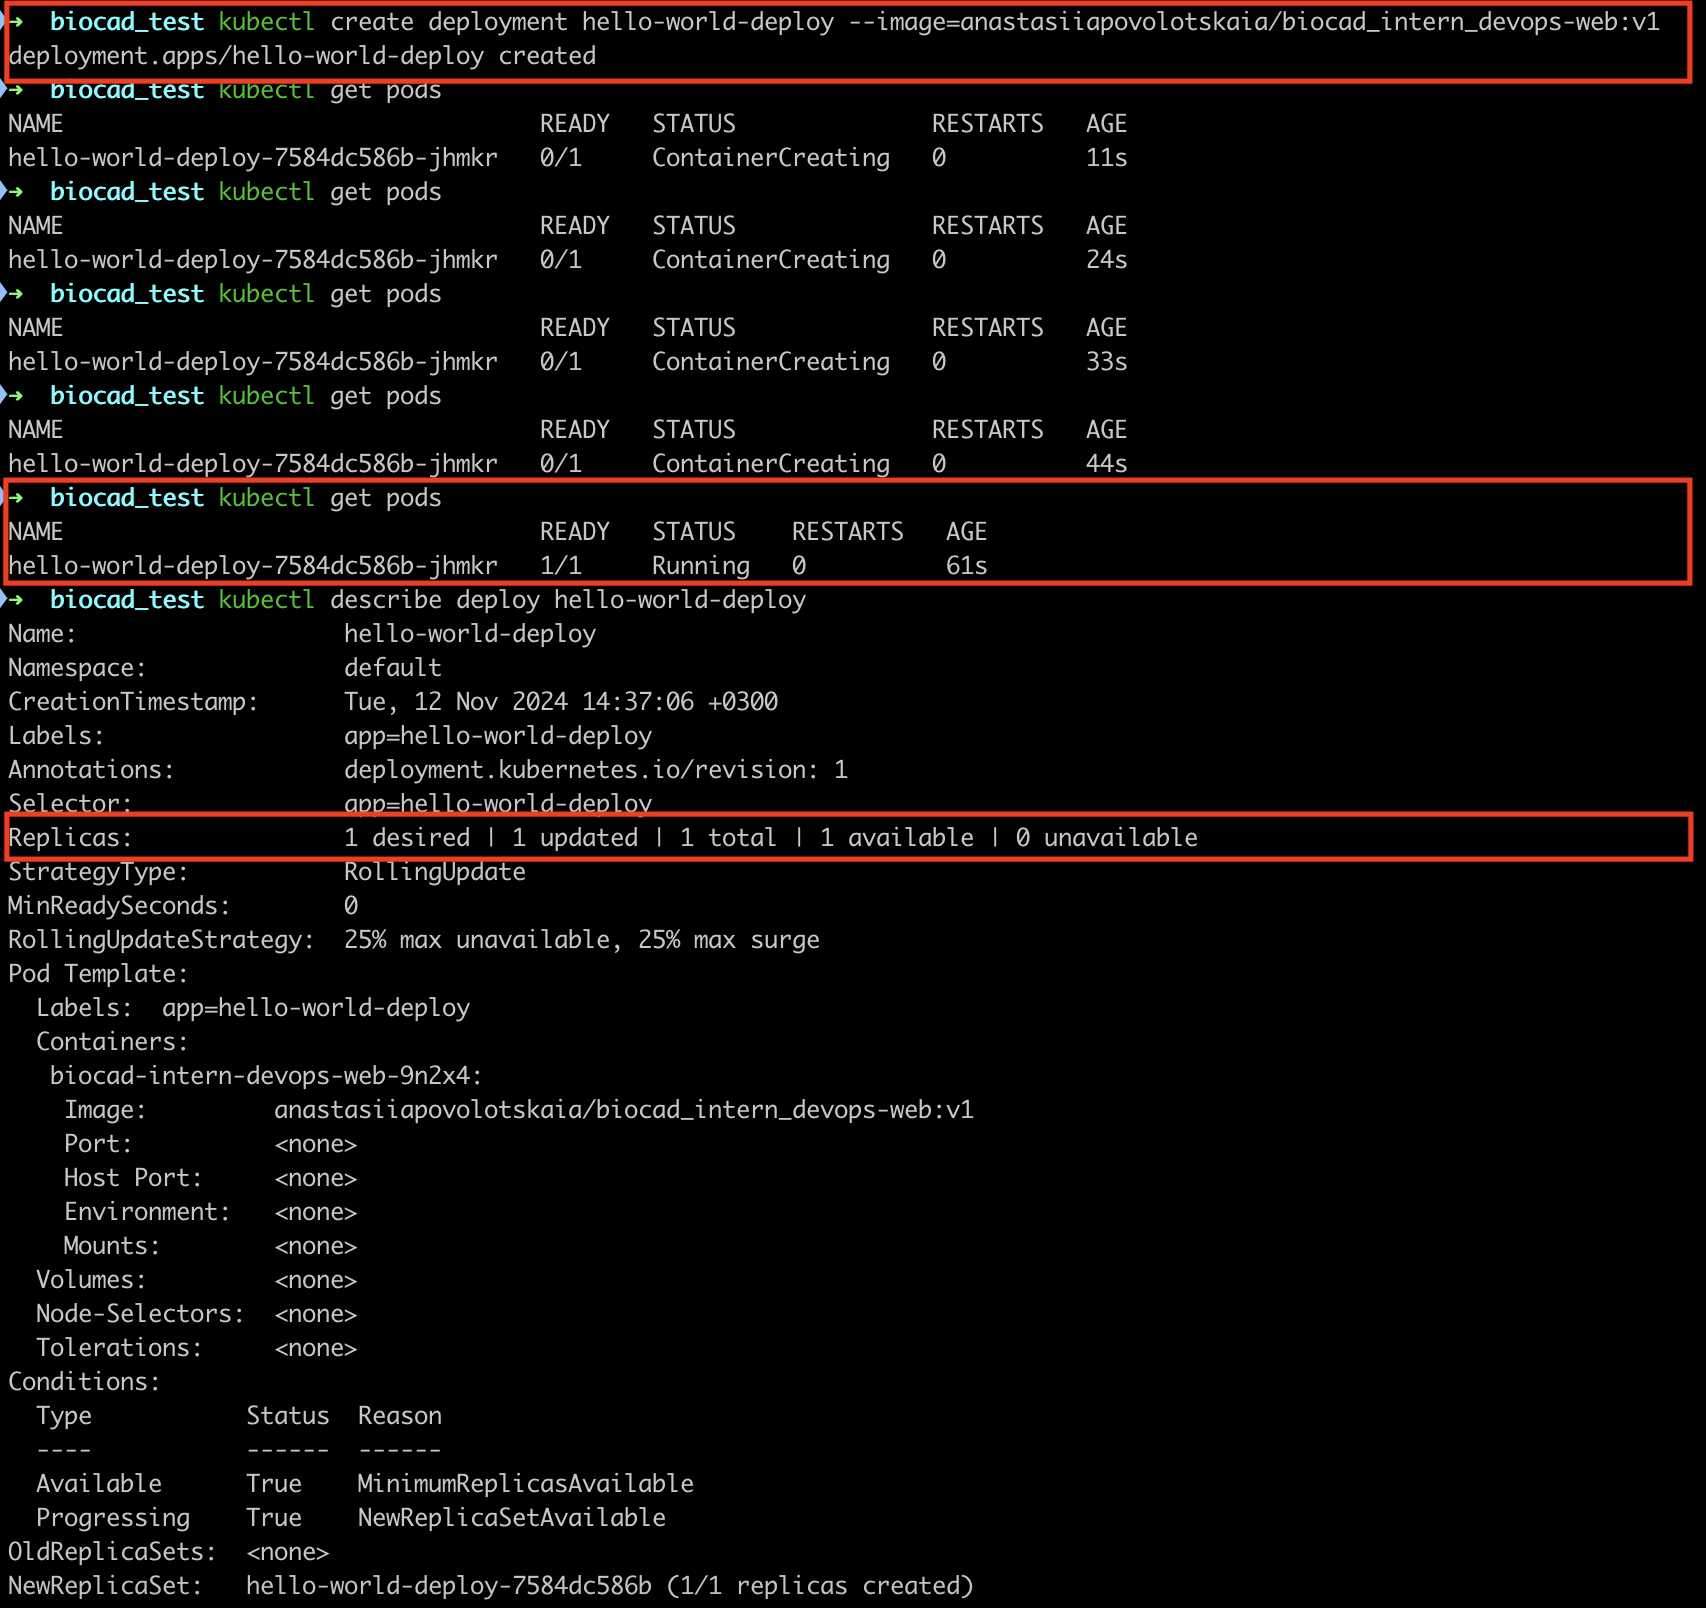 ➜  biocad_test kubectl create deployment hello-world-deploy --image=anastasiiapovolotskaia/biocad_intern_devops-web:v1
deployment.apps/hello-world-deploy created
➜  biocad_test kubectl get pods
NAME                                  READY   STATUS              RESTARTS   AGE
hello-world-deploy-7584dc586b-jhmkr   0/1     ContainerCreating   0          11s
➜  biocad_test kubectl get pods
NAME                                  READY   STATUS              RESTARTS   AGE
hello-world-deploy-7584dc586b-jhmkr   0/1     ContainerCreating   0          24s
➜  biocad_test kubectl get pods
NAME                                  READY   STATUS              RESTARTS   AGE
hello-world-deploy-7584dc586b-jhmkr   0/1     ContainerCreating   0          33s
➜  biocad_test kubectl get pods
NAME                                  READY   STATUS              RESTARTS   AGE
hello-world-deploy-7584dc586b-jhmkr   0/1     ContainerCreating   0          44s
➜  biocad_test kubectl get pods
NAME                                  READY   STATUS    RESTARTS   AGE
hello-world-deploy-7584dc586b-jhmkr   1/1     Running   0          61s
➜  biocad_test kubectl describe deploy hello-world-deploy
Name:                   hello-world-deploy
Namespace:              default
CreationTimestamp:      Tue, 12 Nov 2024 14:37:06 +0300
Labels:                 app=hello-world-deploy
Annotations:            deployment.kubernetes.io/revision: 1
Selector:               app=hello-world-deploy
Replicas:               1 desired | 1 updated | 1 total | 1 available | 0 unavailable
StrategyType:           RollingUpdate
MinReadySeconds:        0
RollingUpdateStrategy:  25% max unavailable, 25% max surge
Pod Template:
  Labels:  app=hello-world-deploy
  Containers:
   biocad-intern-devops-web-9n2x4:
    Image:         anastasiiapovolotskaia/biocad_intern_devops-web:v1
    Port:          <none>
    Host Port:     <none>
    Environment:   <none>
    Mounts:        <none>
  Volumes:         <none>
  Node-Selectors:  <none>
  Tolerations:     <none>
Conditions:
  Type           Status  Reason
  ----           ------  ------
  Available      True    MinimumReplicasAvailable
  Progressing    True    NewReplicaSetAvailable
OldReplicaSets:  <none>
NewReplicaSet:   hello-world-deploy-7584dc586b (1/1 replicas created)